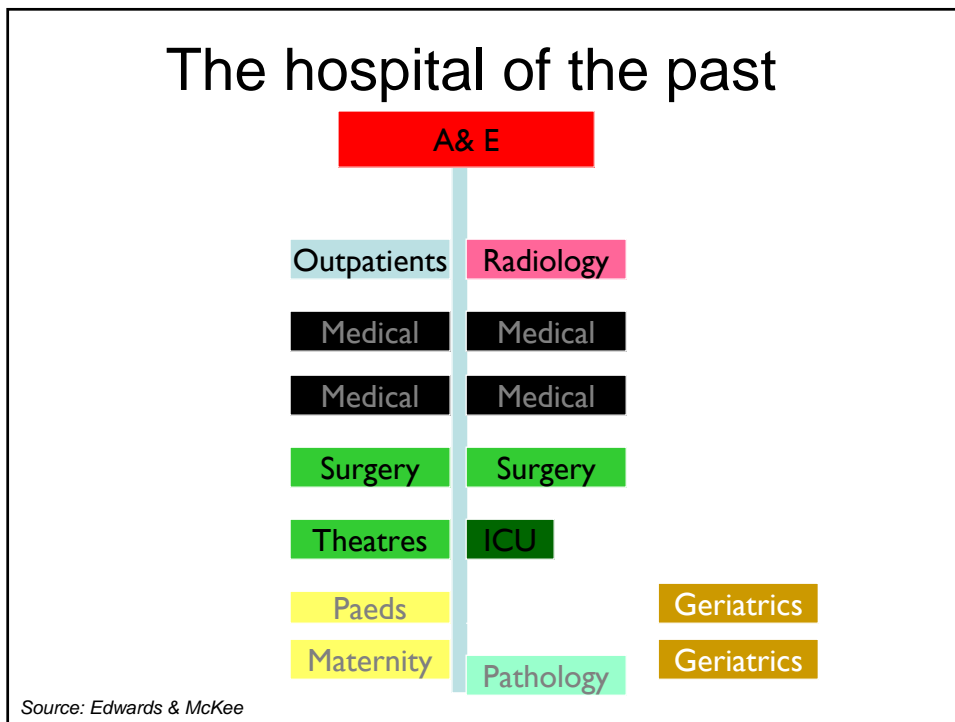 The hospital of the past
A& E
Outpatients Radiology
Medical Medical
Medical Medical
Surgery Surgery
Theatres ICU
Paeds Geriatrics
Maternity Pathology Geriatrics
Source: Edwards & McKee